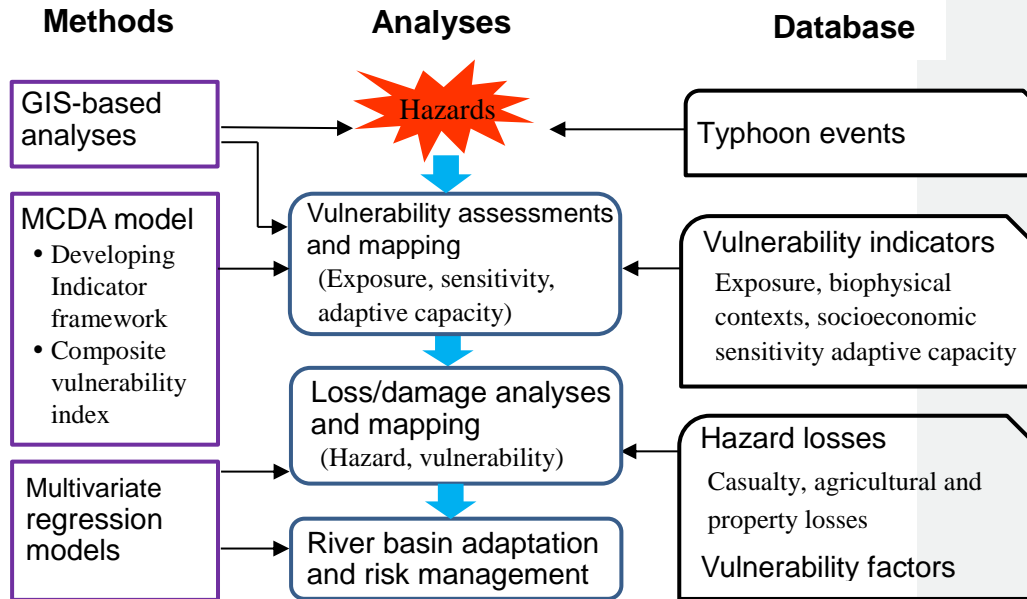 Methods
Analyses
Database
GIS-based
analyses
MCDA model
• Developing
Indicator
framework
• Composite
vulnerability
index
Multivariate
regression
models
Hazards
Vulnerability assessments
and mapping
(Exposure, sensitivity,
adaptive capacity)
Loss/damage analyses
and mapping
(Hazard, vulnerability)
River basin adaptation
and risk management
Typhoon events
Vulnerability indicators
Exposure, biophysical
contexts, socioeconomic
sensitivity adaptive capacity
Hazard losses
Casualty, agricultural and
property losses
Vulnerability factors